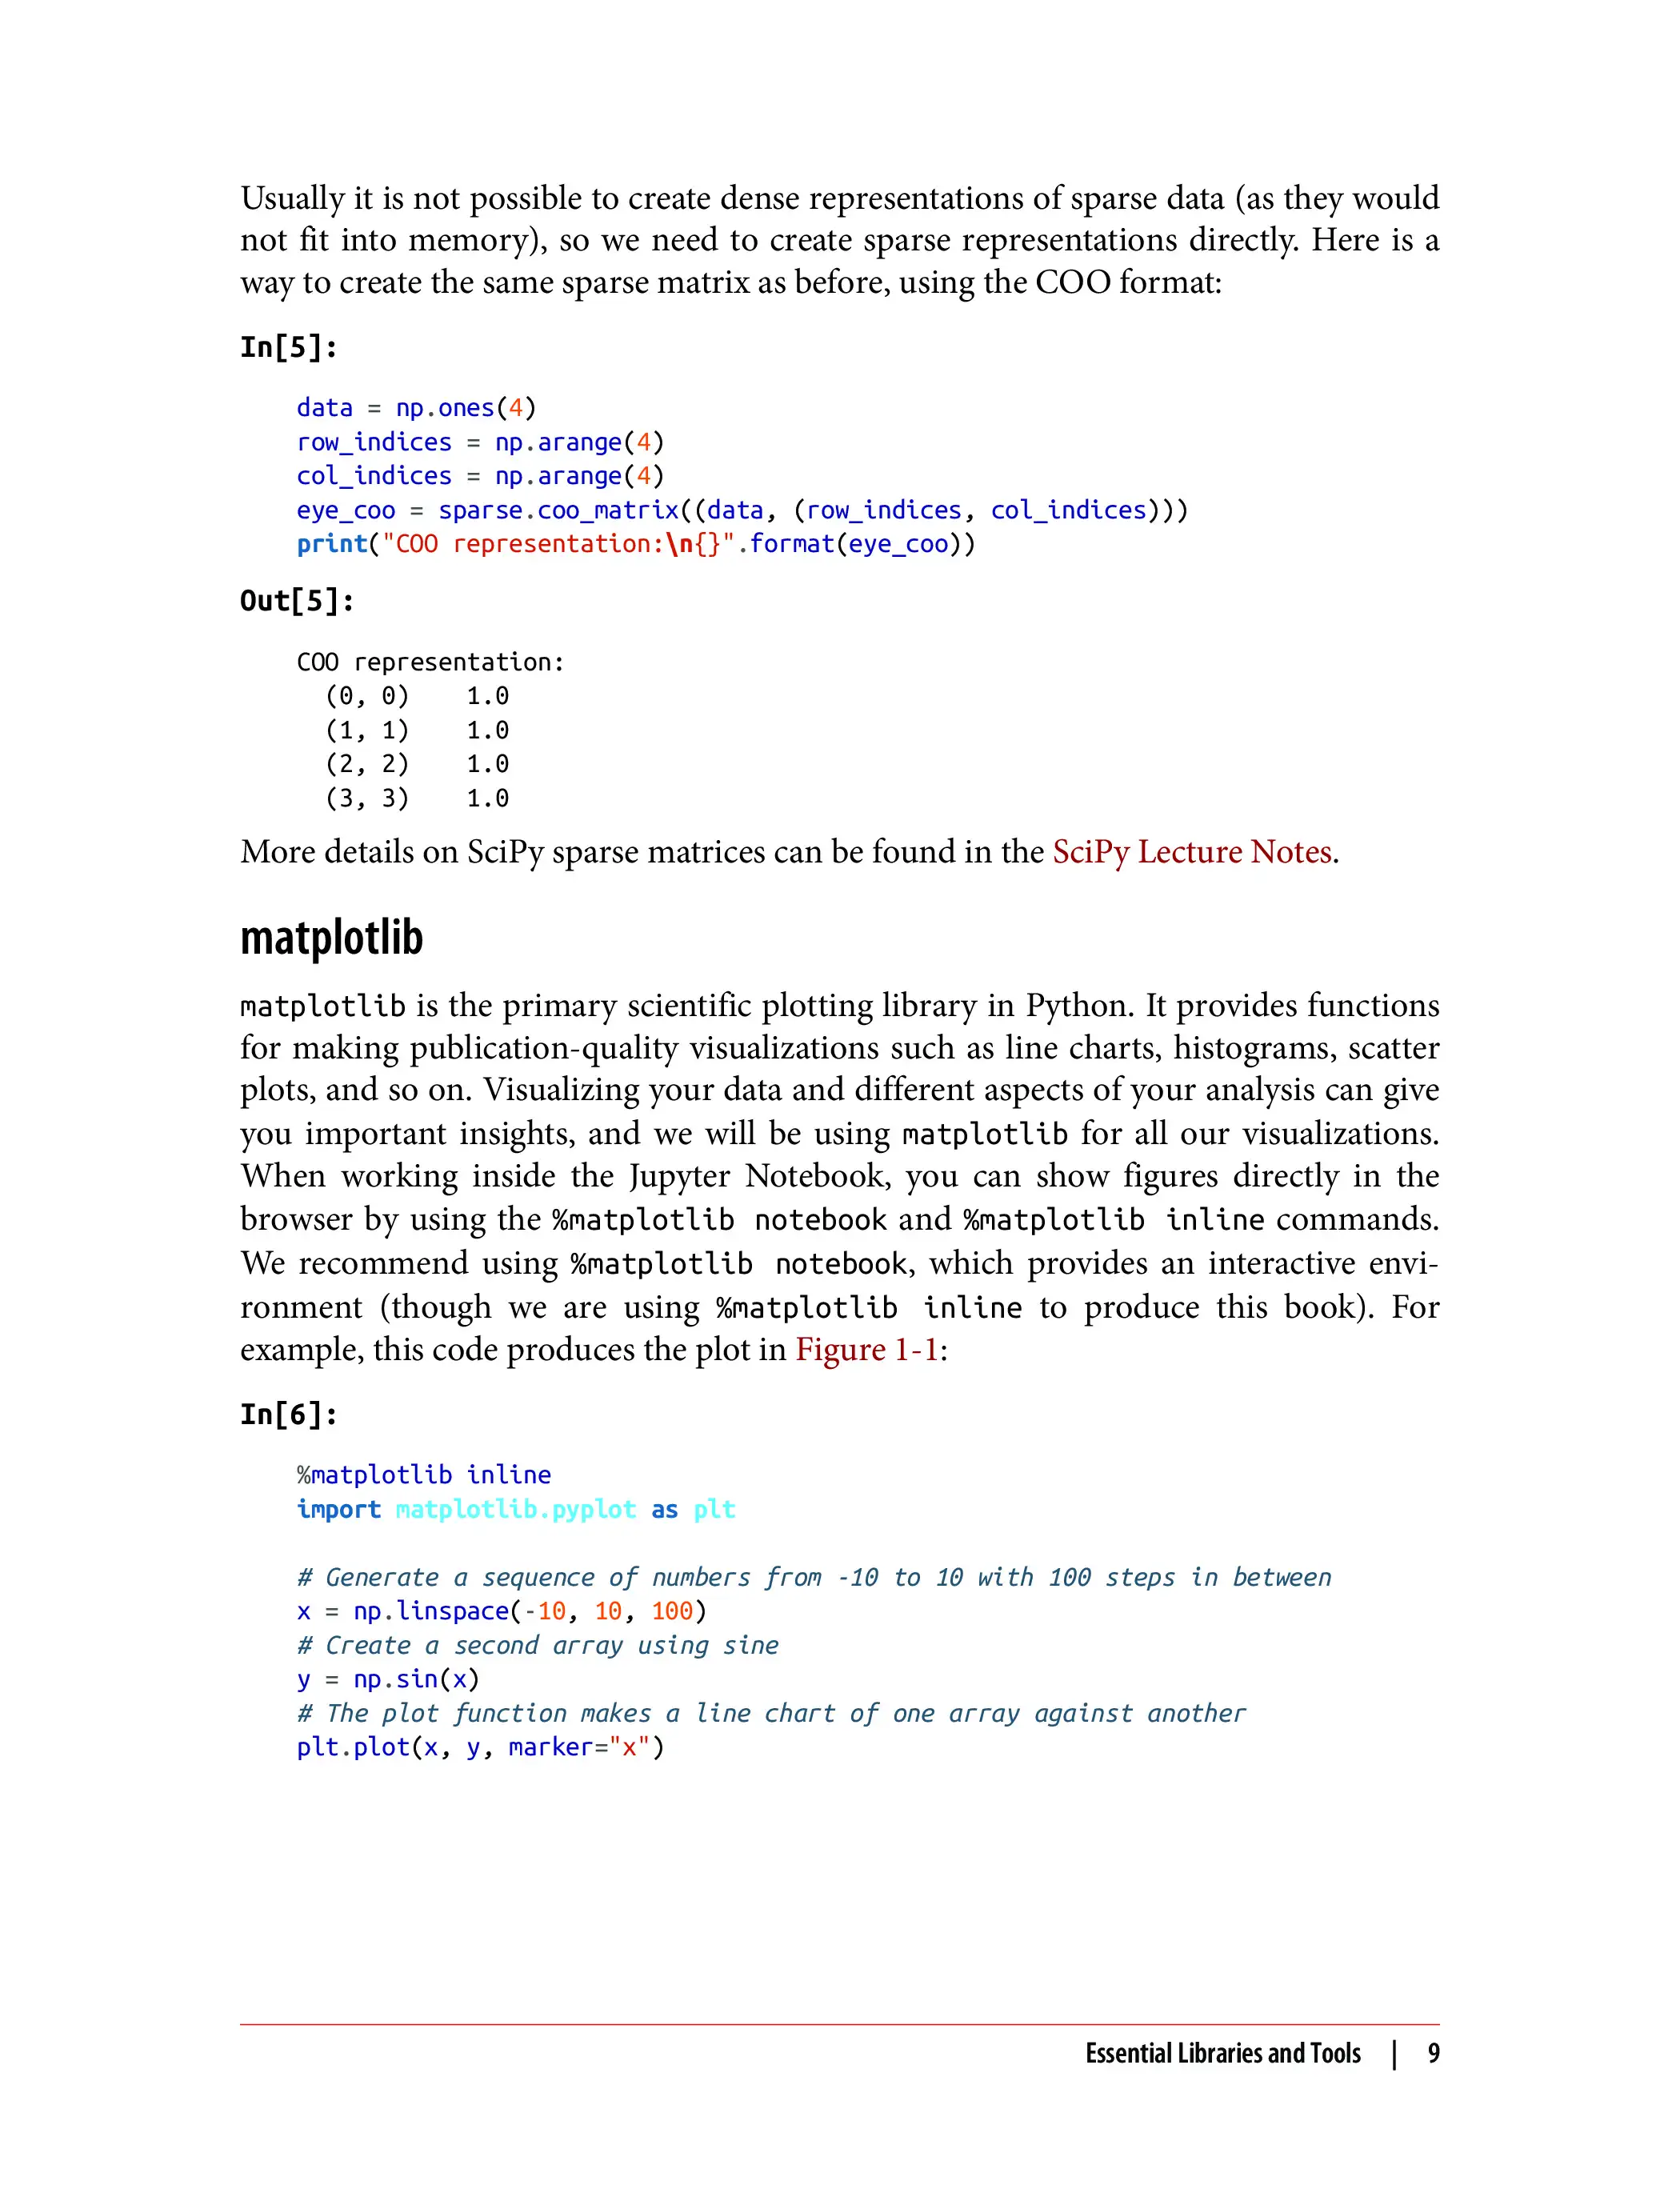 Usually it is not possible to create dense representations of sparse data (as they would
not fit into memory), so we need to create sparse representations directly. Here is a
way to create the same sparse matrix as before, using the COO format:
In[5]:
data = np.ones(4)
row_indices = np.arange(4)
col_indices = np.arange(4)
eye_coo = sparse.coo_matrix((data, (row_indices, col_indices)))
print("COO representation:\n{}".format(eye_coo))
Out[5]:
COO representation:
  (0, 0)    1.0
  (1, 1)    1.0
  (2, 2)    1.0
  (3, 3)    1.0
More details on SciPy sparse matrices can be found in the SciPy Lecture Notes.
matplotlib
matplotlib is the primary scientific plotting library in Python. It provides functions
for making publication-quality visualizations such as line charts, histograms, scatter
plots, and so on. Visualizing your data and different aspects of your analysis can give
you important insights, and we will be using matplotlib for all our visualizations.
When working inside the Jupyter Notebook, you can show figures directly in the
browser by using the %matplotlib notebook and %matplotlib inline commands.
We recommend using %matplotlib notebook, which provides an interactive envi-
ronment (though we are using %matplotlib inline to produce this book). For
example, this code produces the plot in Figure 1-1:
In[6]:
%matplotlib inline
import matplotlib.pyplot as plt
# Generate a sequence of numbers from -10 to 10 with 100 steps in between
x = np.linspace(-10, 10, 100)
# Create a second array using sine
y = np.sin(x)
# The plot function makes a line chart of one array against another
plt.plot(x, y, marker="x")
Essential Libraries and Tools | 9